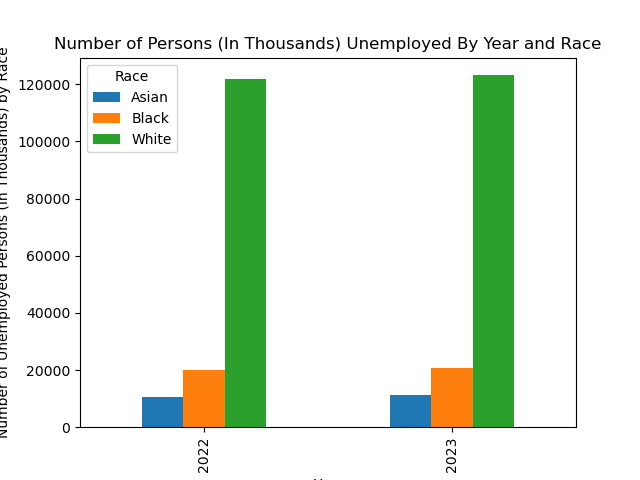 Number of Persons (In Thousands) Unemployed By Year and Race
Number of Unemployed Persons (In Thousands) by Race
Race
Asian
Black
White
120000
100000
80000
60000
40000
20000
0
2022
2023